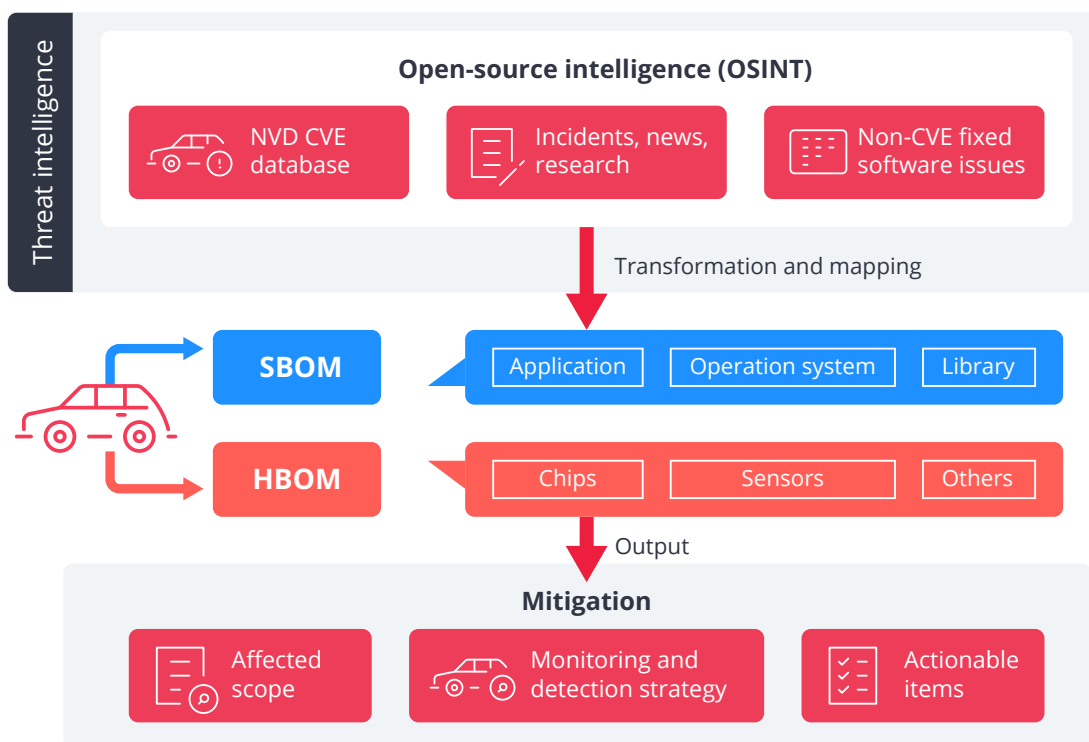 Threat intelligence
Open-source intelligence (OSINT)
NVD CVE
database
Incidents, news,
research
Non-CVE fixed
software issues
Transformation and mapping
SBOM
Application
Operation system
Library
HBOM
Chips
Sensors
Others
Output
Mitigation
Affected
scope
Monitoring and
detection strategy
Actionable
items